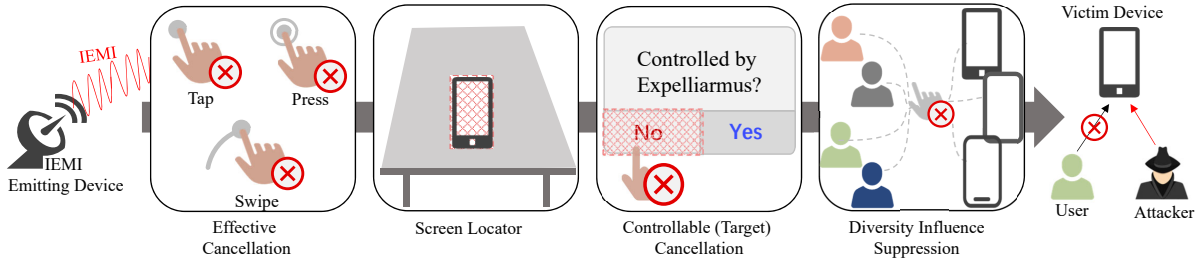 IEMI
IEMI
Emitting Device
Tap
Press
Swipe
Effective
Cancellation
Screen Locator
Controlled by
Expelliarmus?
No
Yes
Controllable (Target)
Cancellation
Diversity Influence
Suppression
Victim Device
User
Attacker